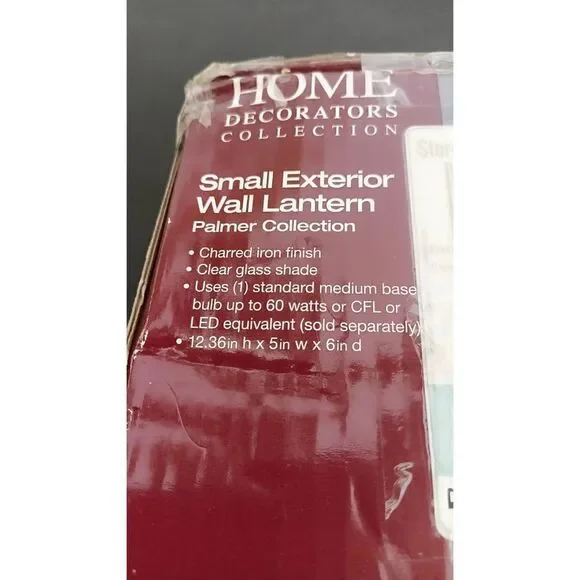 HOME
DECORATORS
COLLECTION
Small Exterior
Wall Lantern
Palmer Collection
• Charred iron finish
• Clear glass shade
• Uses (1) standard medium base
bulb up to 60 watts or CFL or
LED equivalent (sold separately)
• 12.36in h x 5in w x 6in d